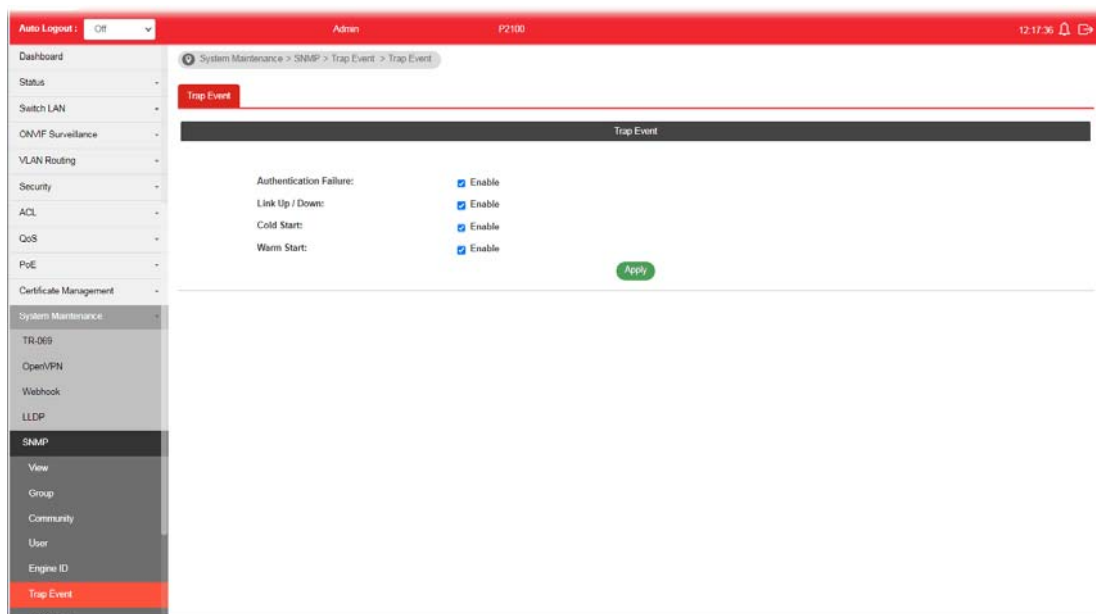 Auto Logout : Off Admin P2100 12:17:36
Dashboard
Status
Switch LAN
ONVIF Surveillance
VLAN Routing
Security
ACL
QoS
PoE
Certificate Management
System Maintenance
TR-069
OpenVPN
Webhook
LLDP
SNMP
View
Group
Community
User
Engine ID
Trap Event
System Maintenance > SNMP > Trap Event > Trap Event
Trap Event
Trap Event
Authentication Failure: Enable
Link Up / Down: Enable
Cold Start: Enable
Warm Start: Enable
Apply